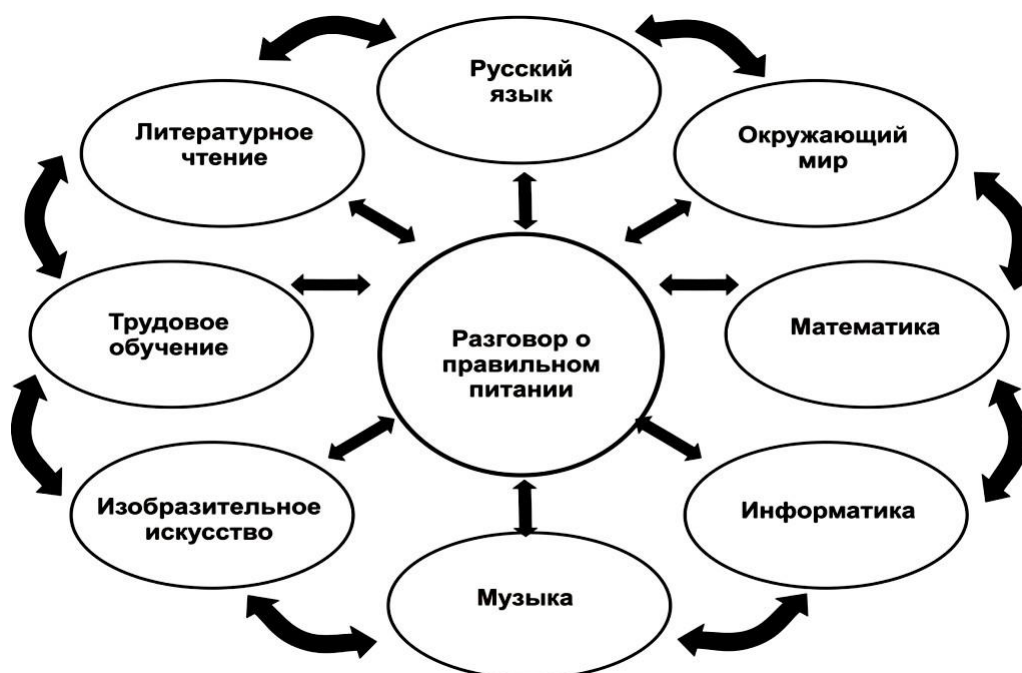 Русский
язык
Литературное
чтение
Окружающий
мир
Трудовое
обучение
Разговор о
правильном
питании
Математика
Изобразительное
искусство
Информатика
Музыка